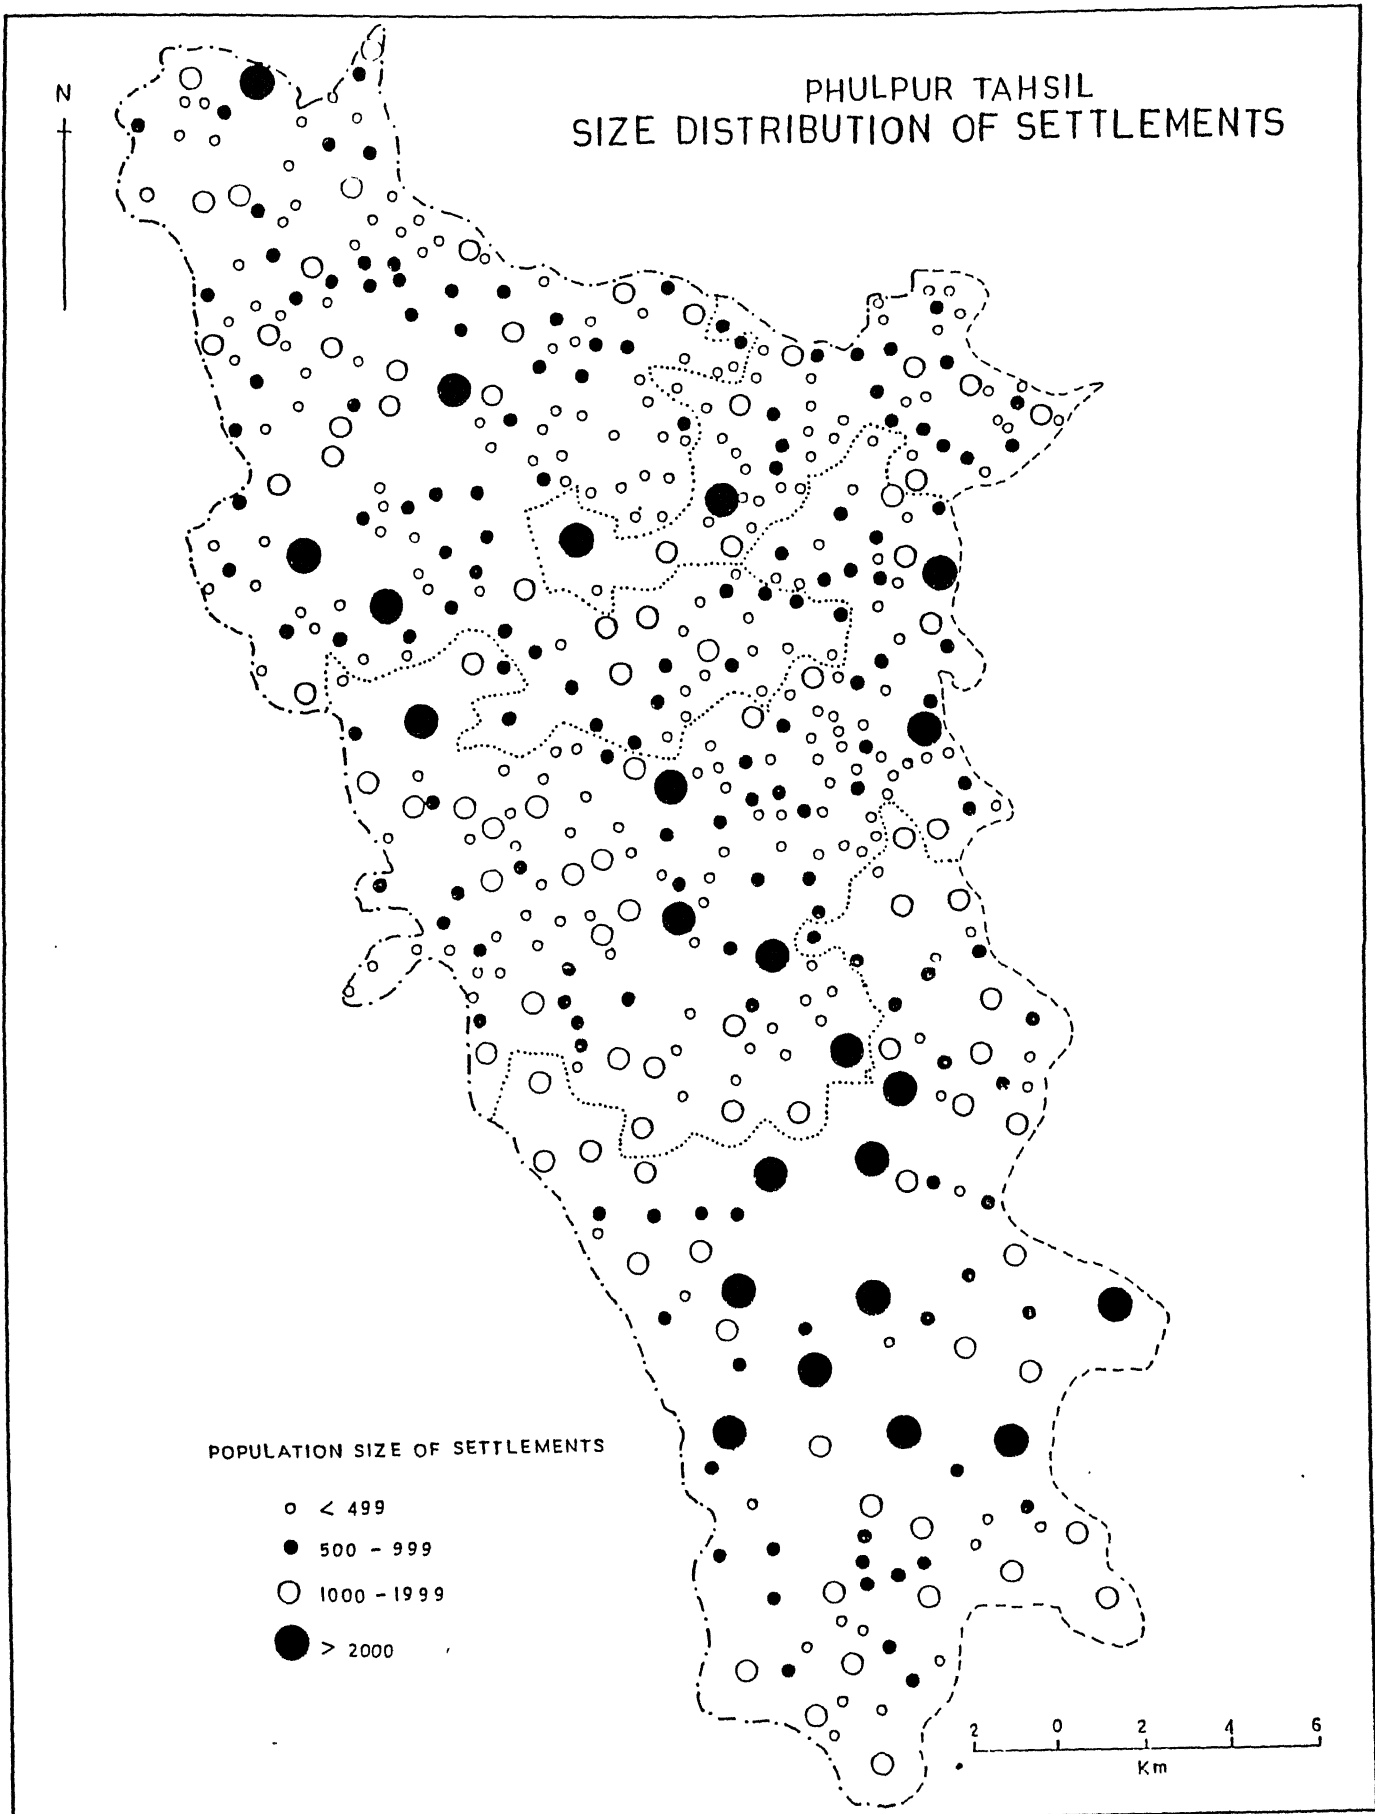 PHULPUR TAHSIL
SIZE DISTRIBUTION OF SETTLEMENTS
N
POPULATION SIZE OF SETTLEMENTS
< 499
500 - 999
1000 - 1999
> 2000
2 0 2 4 6
Km